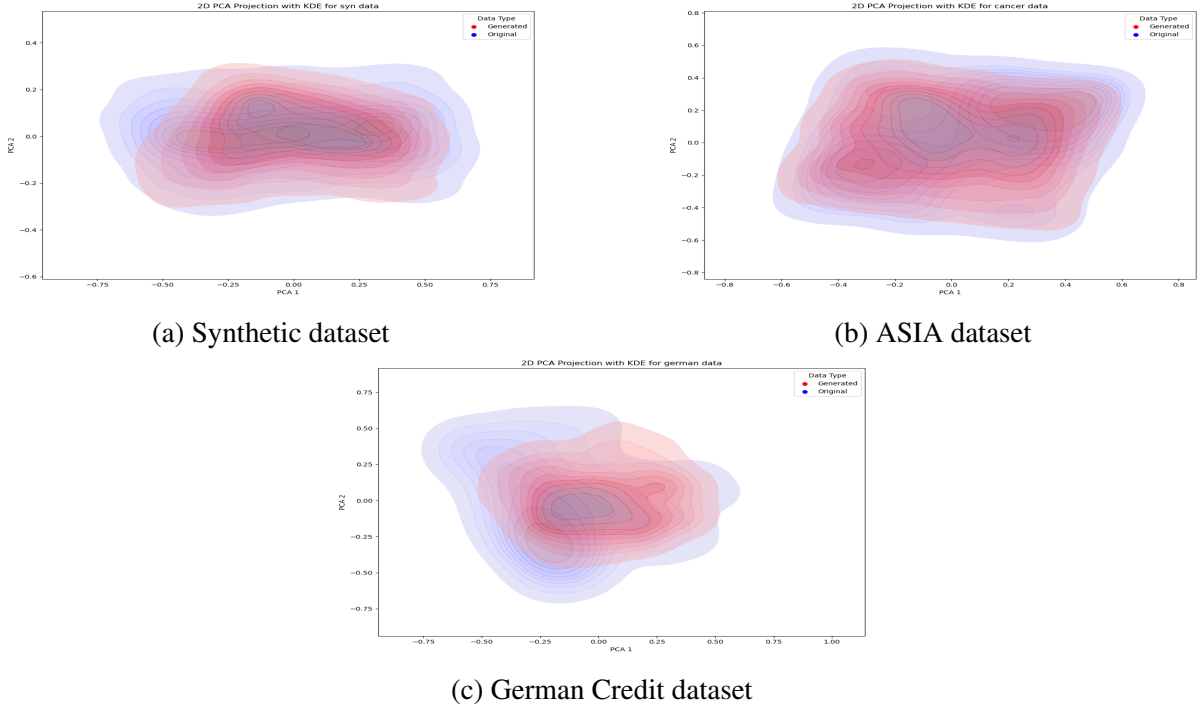 2D PCA Projection with KDE for syn data
Data Type
Generated
Original
0.4
0.2
0.0
−0.2
−0.4
−0.6
PCA 2
−0.75 −0.50 −0.25 0.00 0.25 0.50 0.75
PCA 1
(a) Synthetic dataset
2D PCA Projection with KDE for cancer data
Data Type
Generated
Original
0.8
0.6
0.4
0.2
0.0
−0.2
−0.4
−0.6
−0.8
PCA 2
−0.8 −0.6 −0.4 −0.2 0.0 0.2 0.4 0.6 0.8
PCA 1
(b) ASIA dataset
2D PCA Projection with KDE for german data
Data Type
Generated
Original
0.75
0.50
0.25
0.00
−0.25
−0.50
−0.75
PCA 2
−0.75 −0.50 −0.25 0.00 0.25 0.50 0.75 1.00
PCA 1
(c) German Credit dataset